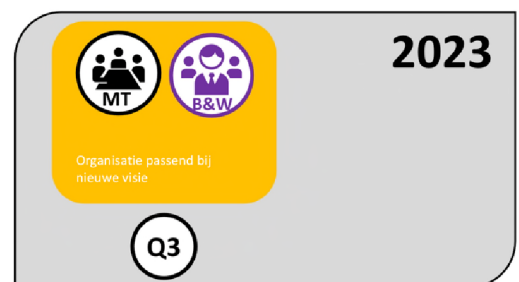 2023
MT
B&W
Organisatie passend bij
nieuwe visie
Q3